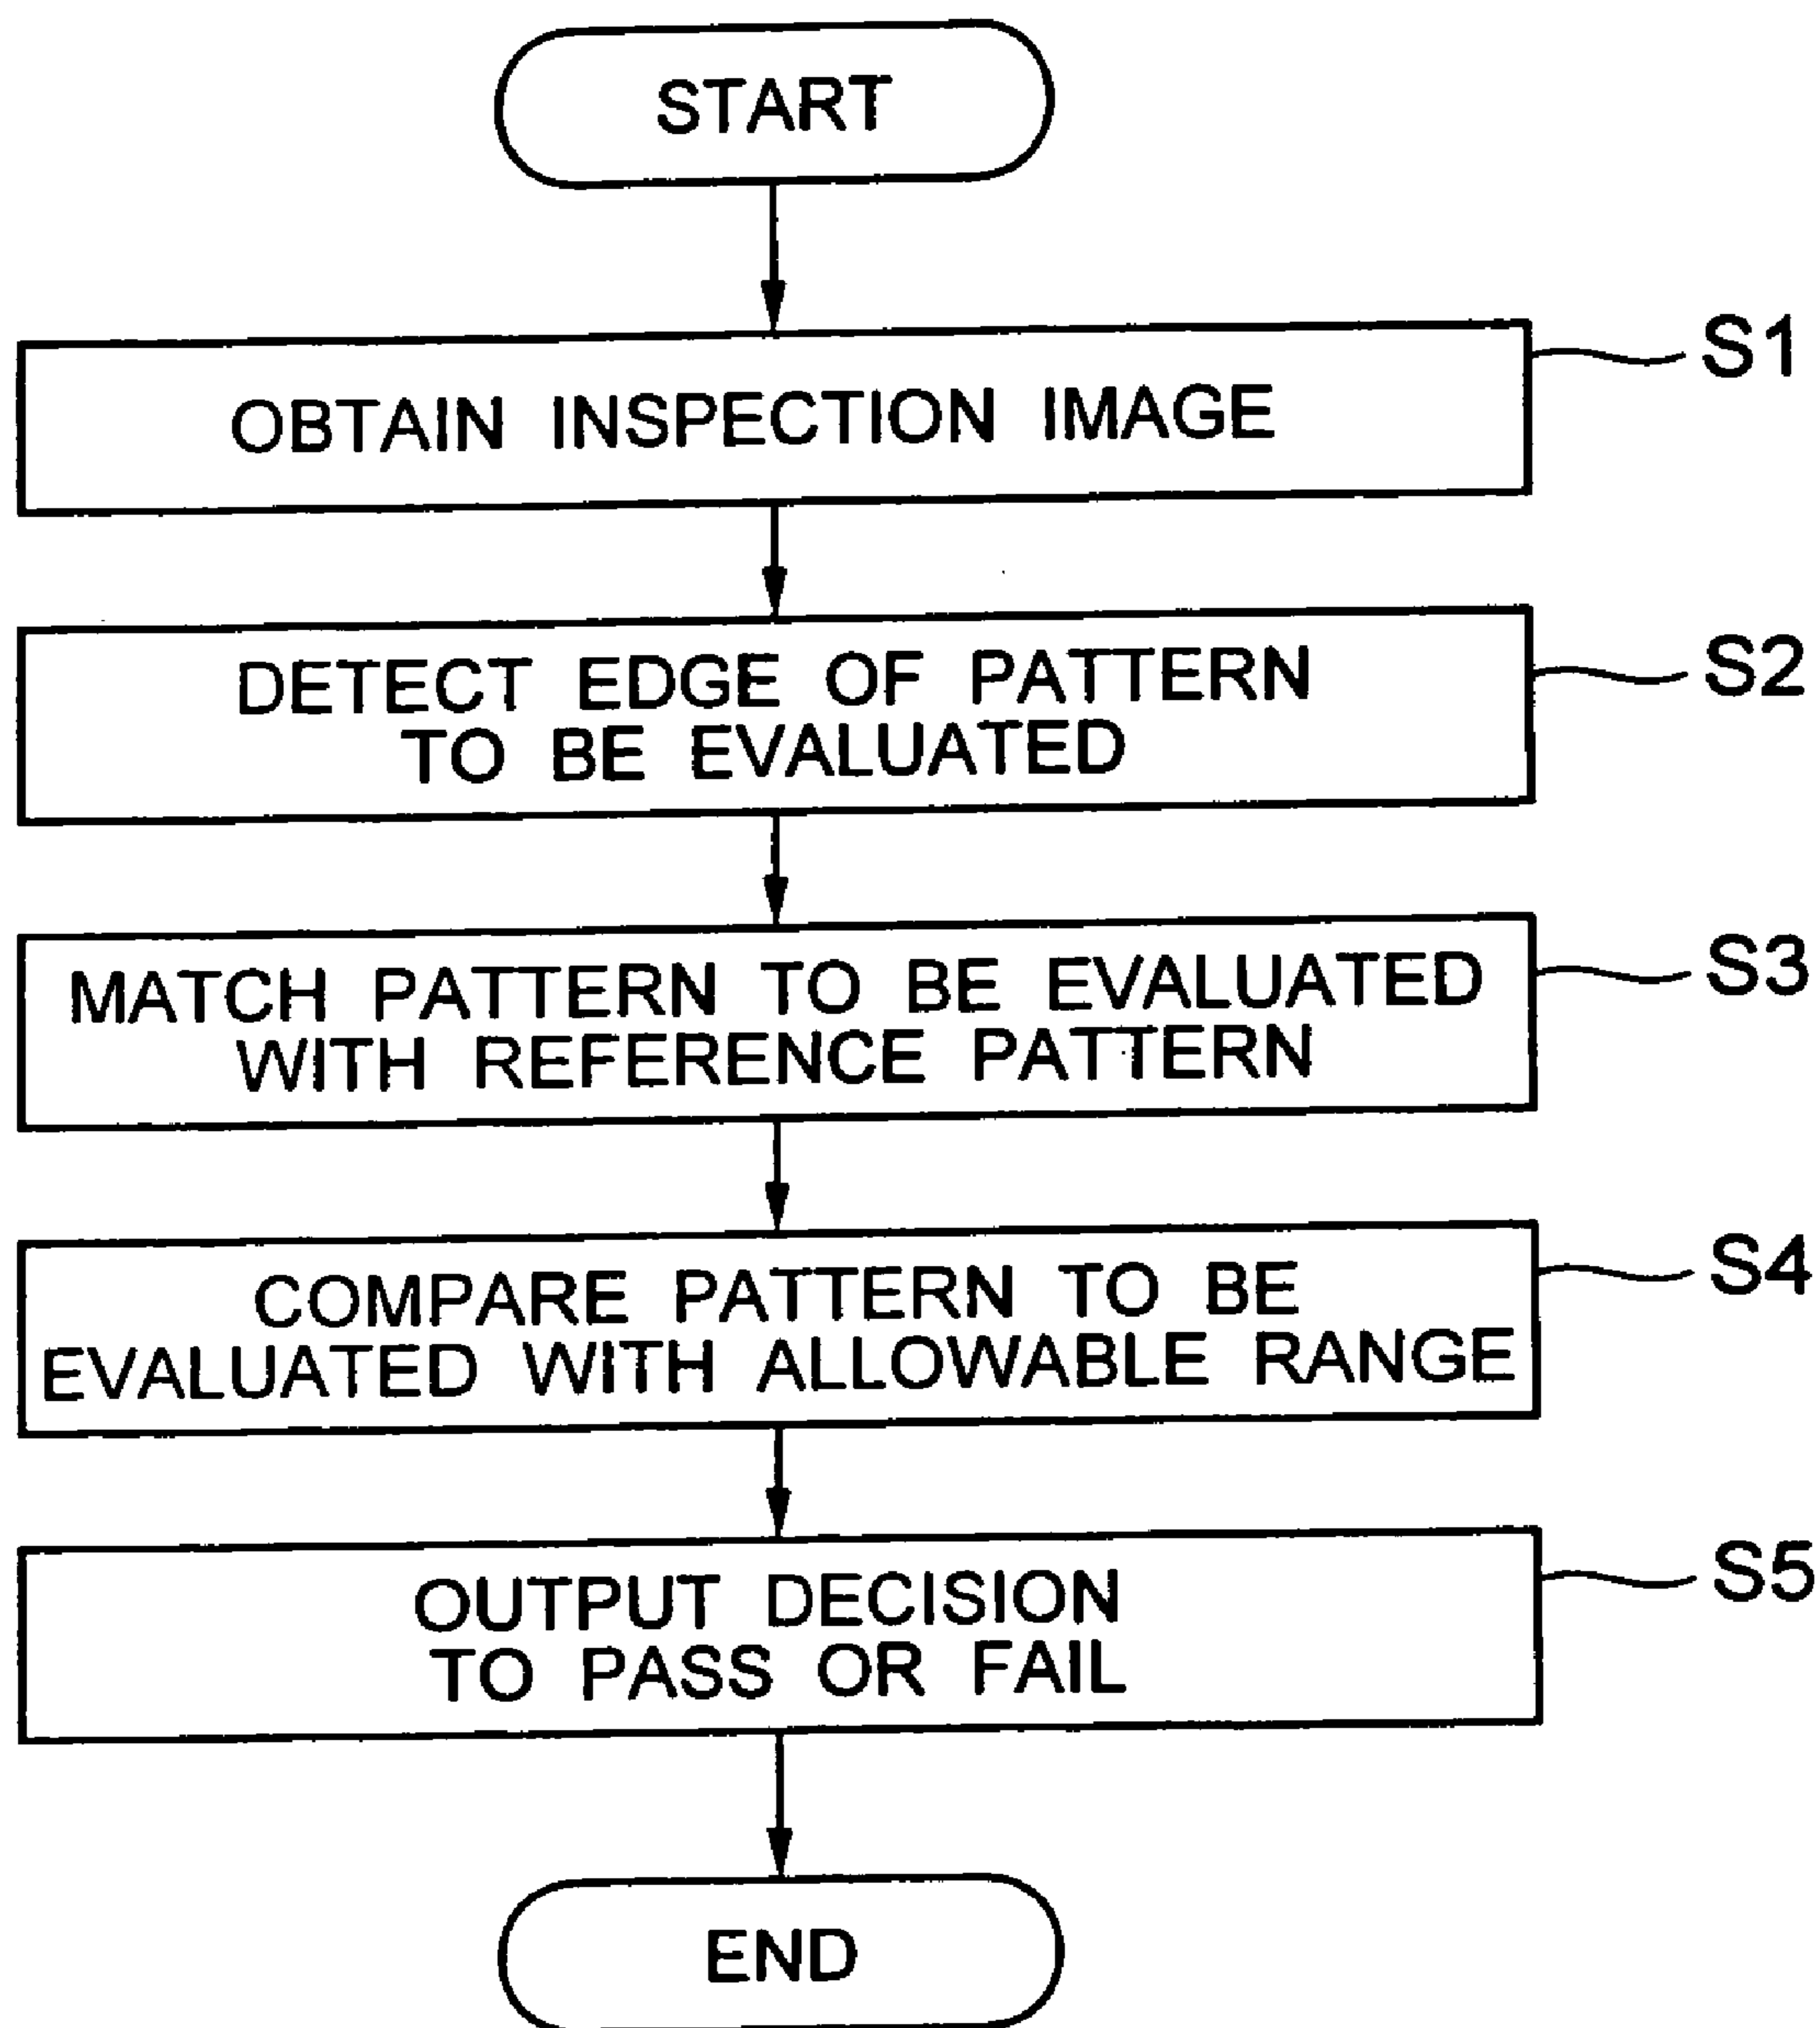 START
OBTAIN INSPECTION IMAGE
S1
DETECT EDGE OF PATTERN
TO BE EVALUATED
S2
MATCH PATTERN TO BE EVALUATED
WITH REFERENCE PATTERN
S3
COMPARE PATTERN TO BE
EVALUATED WITH ALLOWABLE RANGE
S4
OUTPUT DECISION
TO PASS OR FAIL
S5
END